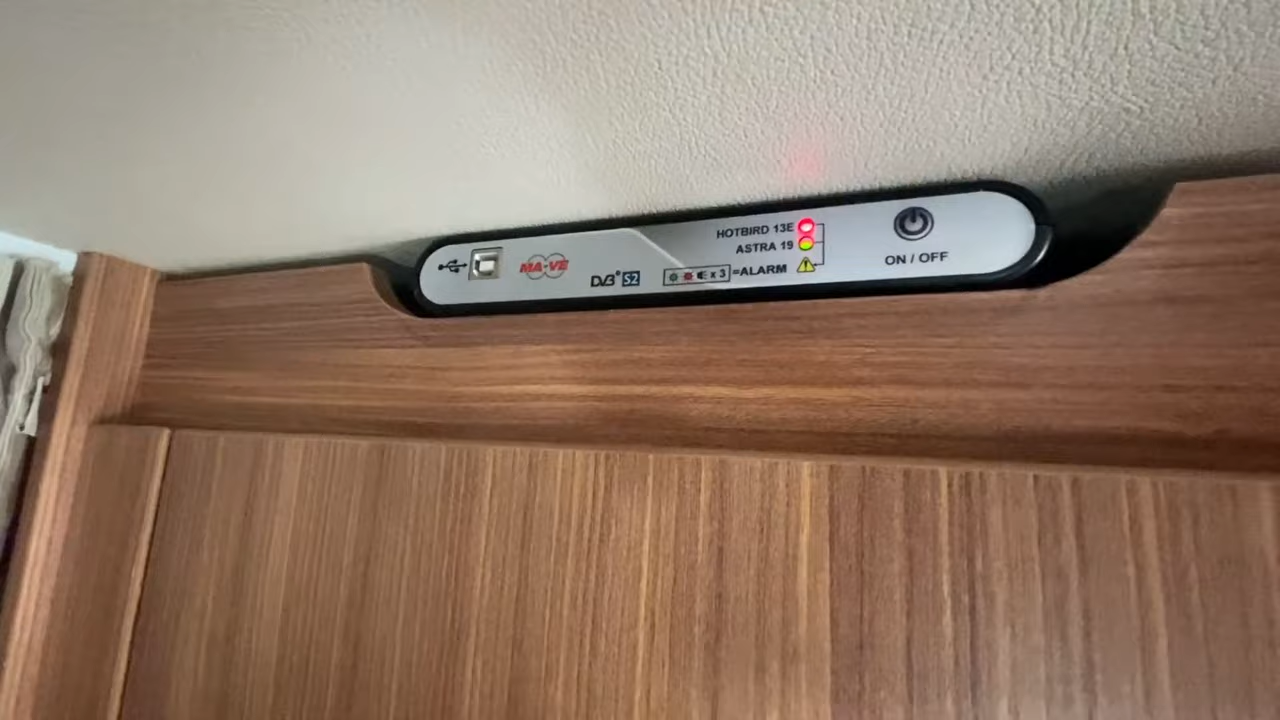 MA-VE
DVB S2
HOTBIRD 13E
ASTRA 19
x 3 =ALARM
ON / OFF